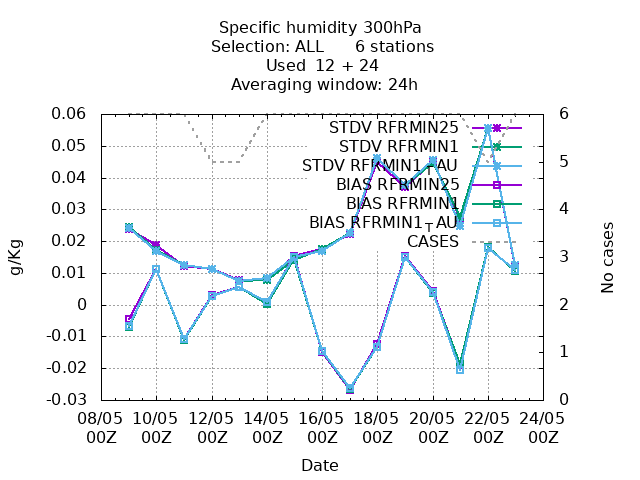 Specific humidity 300hPa
Selection: ALL 6 stations
Used 12 + 24
Averaging window: 24h
0.06
0.05
0.04
0.03
0.02
0.01
0
-0.01
-0.02
-0.03
g/Kg
6
5
4
3
2
1
0
No cases
STDV RFRMIN25
STDV RFRMIN1
STDV RFRMIN1_TAU
BIAS RFRMIN25
BIAS RFRMIN1
BIAS RFRMIN1_TAU
CASES
08/05 10/05 12/05 14/05 16/05 18/05 20/05 22/05 24/05
00Z 00Z 00Z 00Z 00Z 00Z 00Z 00Z 00Z
Date